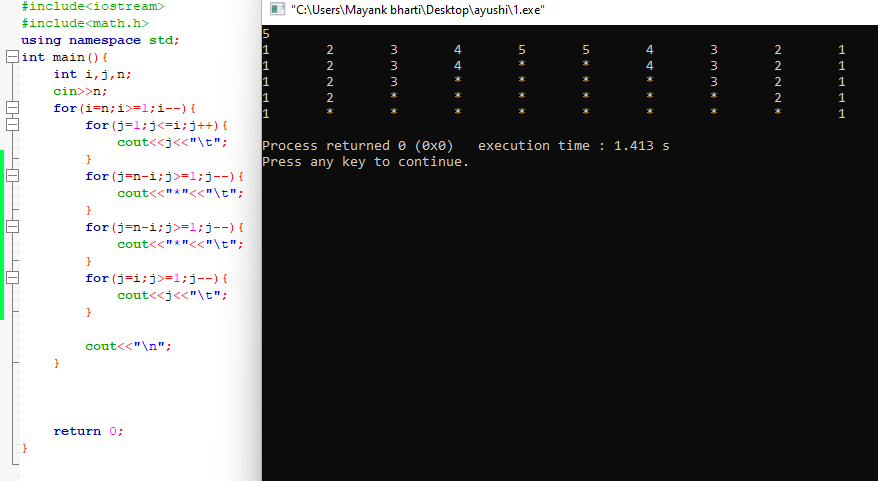 #include<iostream>
#include<math.h>
using namespace std;
int main(){
    int i,j,n;
    cin>>n;
    for(i=n;i>=1;i--){
        for(j=1;j<=i;j++){
            cout<<j<<"\t";
        }
        for(j=n-i;j>=1;j--){
            cout<<"*"<<"\t";
        }
        for(j=n-i;j>=1;j--){
            cout<<"*"<<"\t";
        }
        for(j=i;j>=1;j--){
            cout<<j<<"\t";
        }
        cout<<"\n";
    }
    return 0;
}
"C:\Users\Mayank bharti\Desktop\ayushi\1.exe"
5
1 2 3 4 5 5 4 3 2 1
1 2 3 4 * * 4 3 2 1
1 2 3 * * * * 3 2 1
1 2 * * * * * * 2 1
1 * * * * * * * * 1
Process returned 0 (0x0)   execution time : 1.413 s
Press any key to continue.